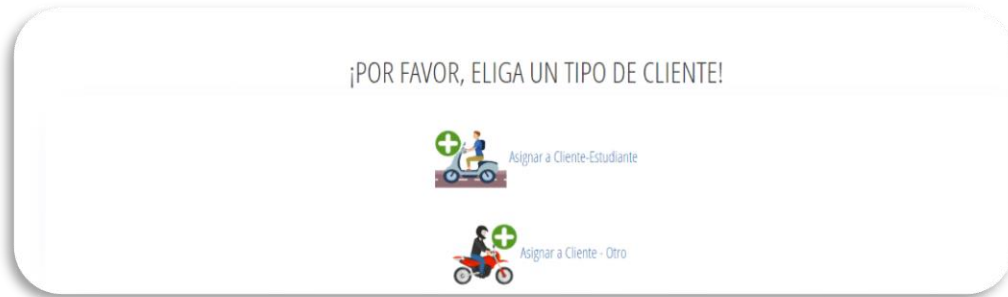 ¡POR FAVOR, ELIGA UN TIPO DE CLIENTE!
Asignar a Cliente-Estudiante
Asignar a Cliente - Otro